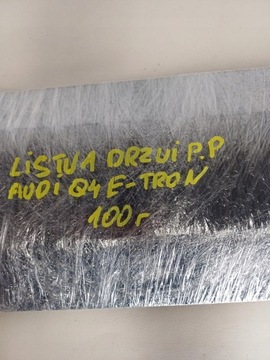 LISTWA DRZWI P.P
AUDI Q4 E-TRON
100 r